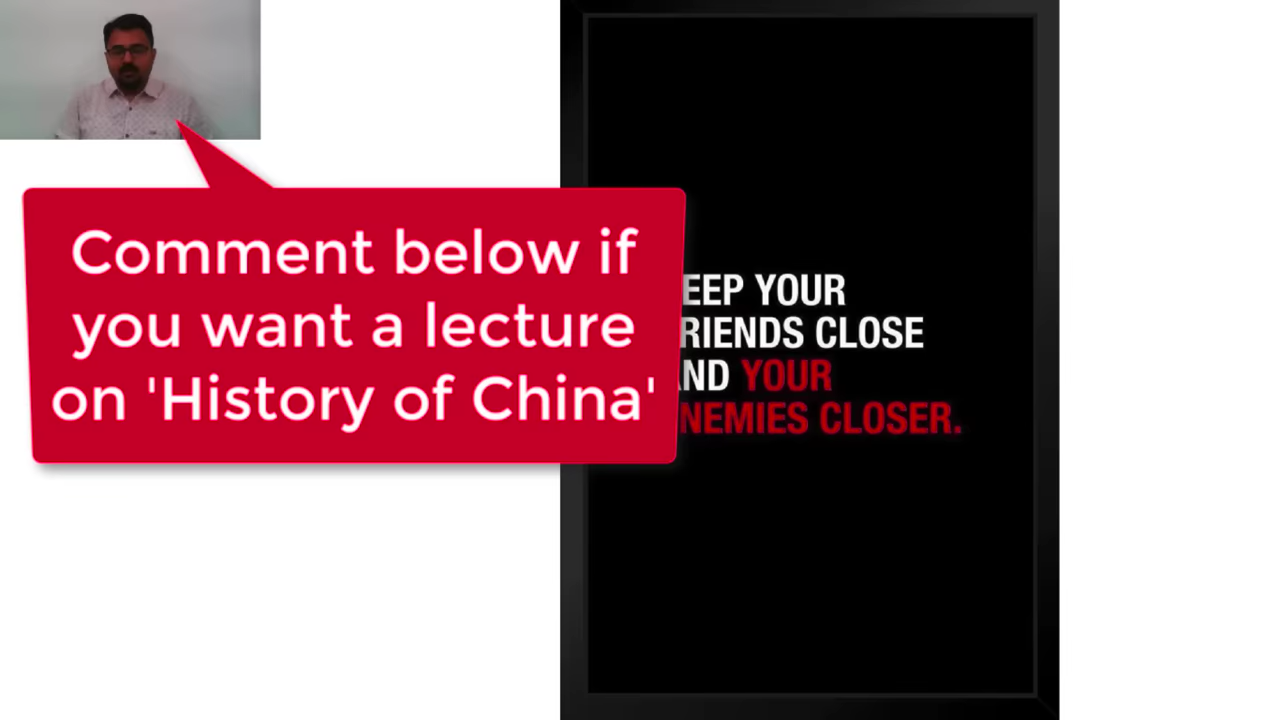 Comment below if
you want a lecture
on 'History of China'
EEP YOUR
RIENDS CLOSE
ND YOUR
NEMIES CLOSER.